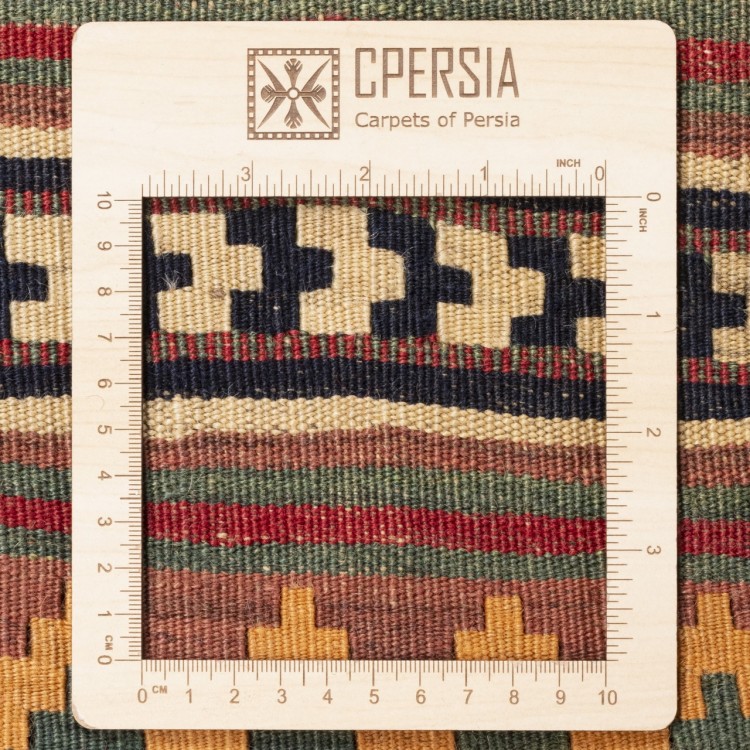 CPERSIA
Carpets of Persia
INCH
3 2 1 0
10 9 8 7 6 5 4 3 2 1 CM 0
0 INCH 1 2 3
0 CM 1 2 3 4 5 6 7 8 9 10